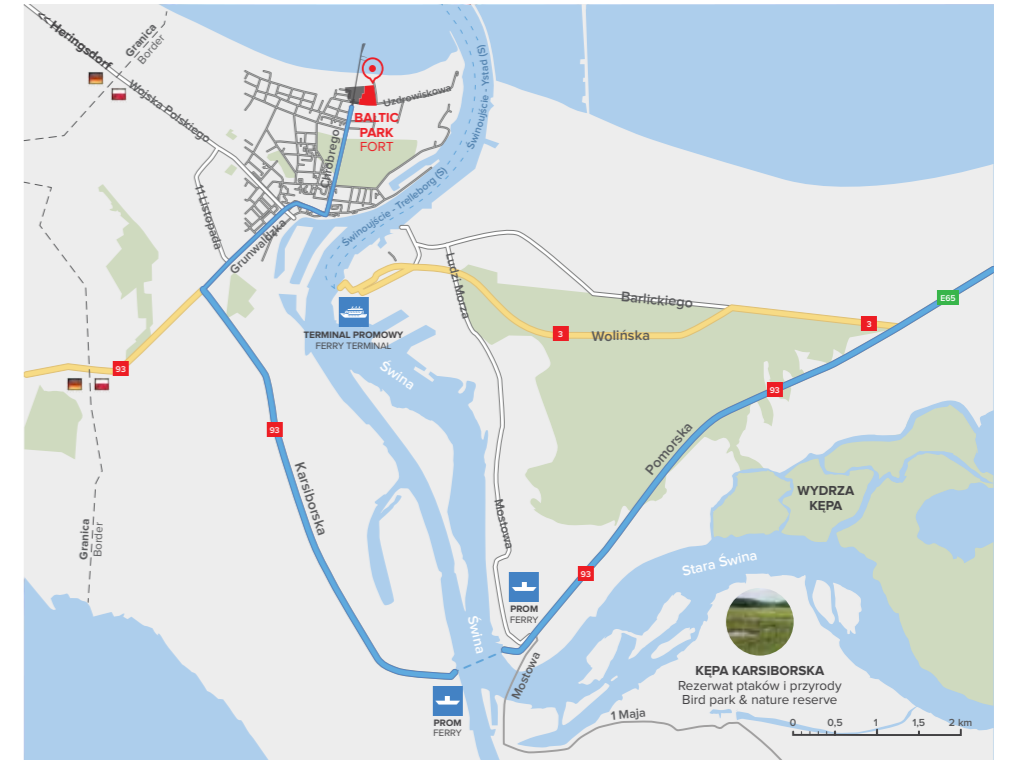 << Heringsdorf
Granica
Border
Wojska Polskiego
Uzdrowiskowa
BALTIC
PARK
FORT
Chrobrego
11 Listopada
Grunwaldzka
Świnoujście - Ystad (S)
Świnoujście - Trelleborg (S)
Ludzi Morza
Barlickiego
E65
3
3
Wolińska
TERMINAL PROMOWY
FERRY TERMINAL
93
Świna
93
93
Pomorska
Karsiborska
WYDRZA
KĘPA
Granica
Border
Mostowa
Stara Świna
93
PROM
FERRY
Świna
KĘPA KARSIBORSKA
Rezerwat ptaków i przyrody
Bird park & nature reserve
Mostowa
PROM
FERRY
1 Maja
0 0,5 1 1,5 2 km